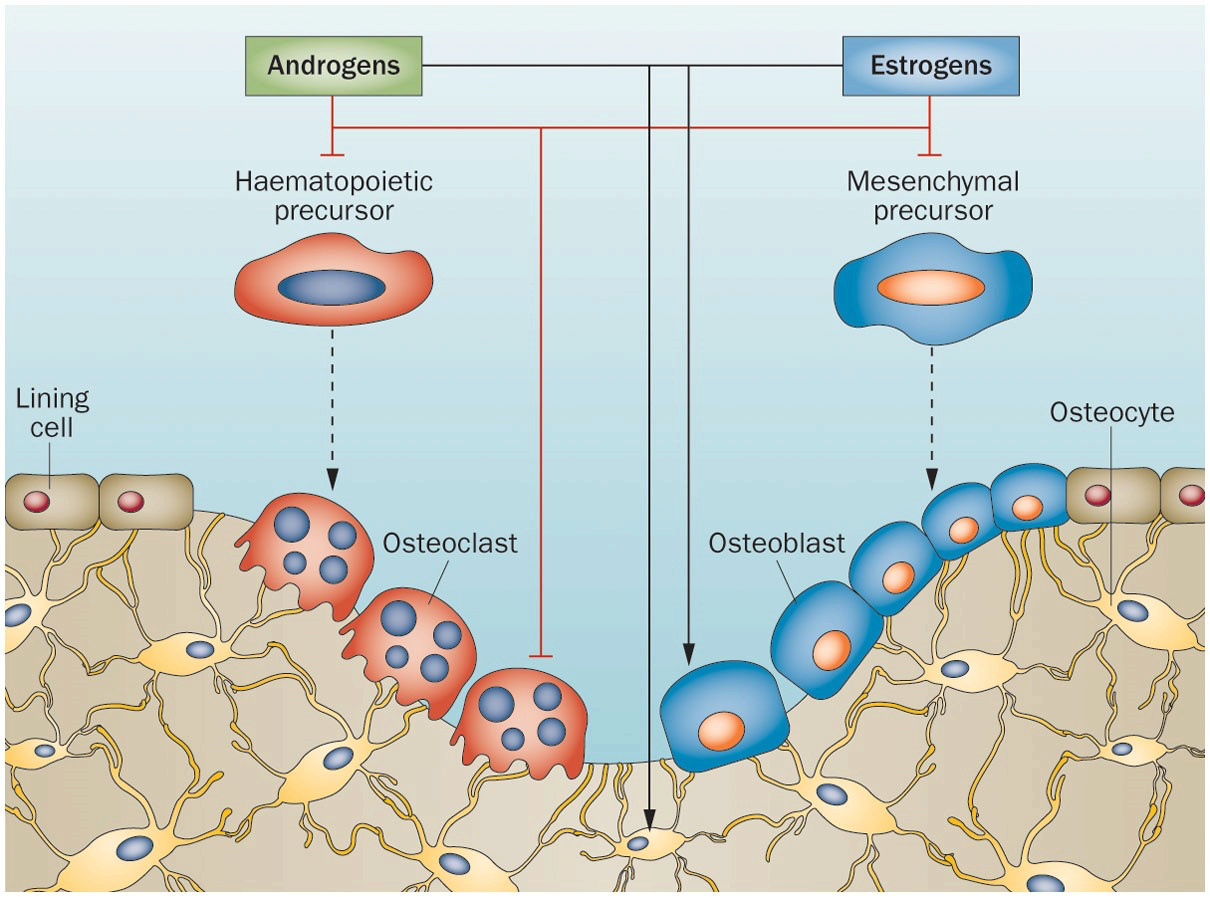 Androgens
Estrogens
Haematopoietic
precursor
Mesenchymal
precursor
Lining
cell
Osteocyte
Osteoclast
Osteoblast